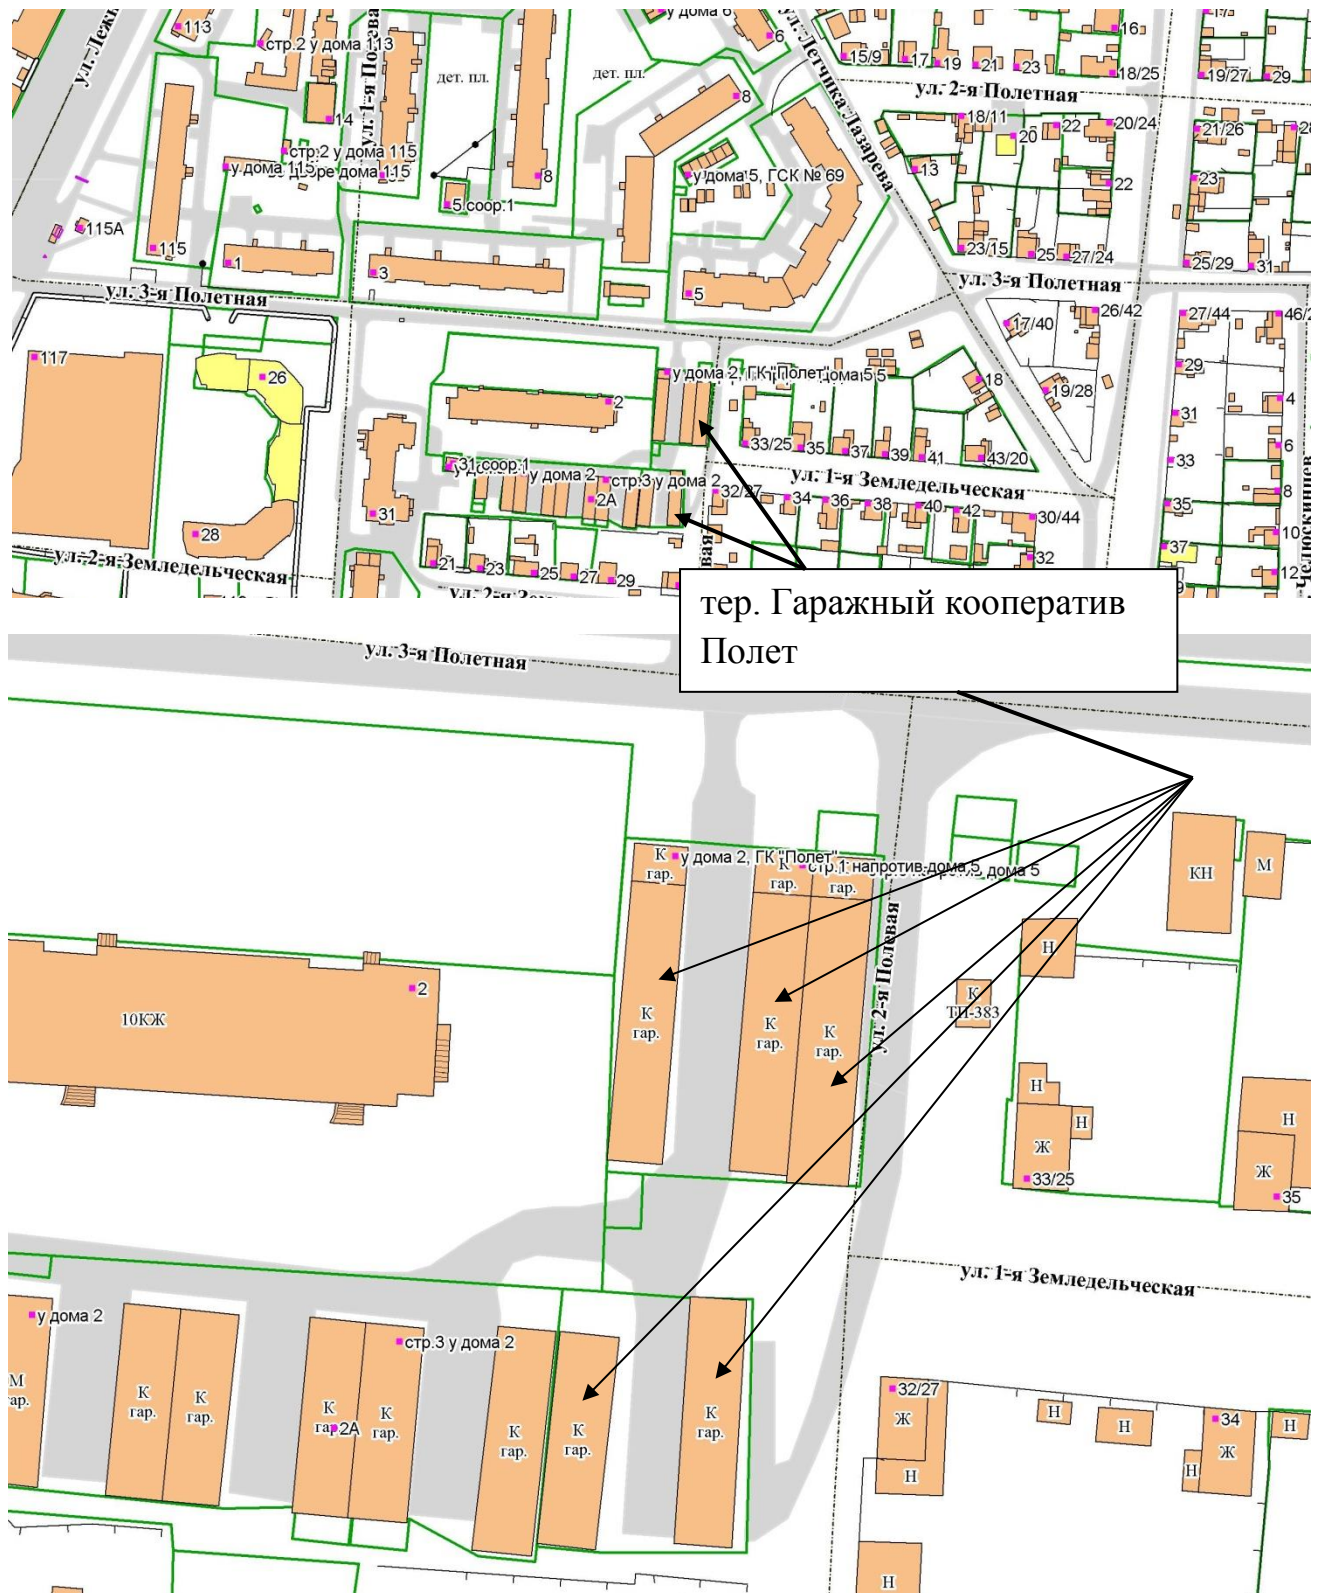 113
стр.2 у дома 113
ул. 1-я Полевая
дет. пл.
дет. пл.
у дома 6
6
ул. Летчика Лазарева
15/9
17
19
21
23
16
18/25
19/27
29
ул. 2-я Полетная
14
8
18/11
20
22
20/24
21/26
стр.2 у дома 115
у дома 115
8
5 соор.1
у дома 5, ГСК № 69
13
22
23
115А
115
1
3
5
23/15
25
27/24
25/29
31
ул. 3-я Полетная
ул. 3-я Полетная
117
26
17/40
26/42
27/44
29
у дома 2, ГК "Полет"
18
19/28
2
4
31
33/25
35
37
39
41
43/20
33
6
31 соор.1
у дома 2
стр.3 у дома 2
2А
ул. 1-я Земледельческая
32/27
34
36
38
40
42
30/44
35
8
31
28
32
37
10
ул. 2-я Земледельческая
21
23
25
27
29
12
тер. Гаражный кооператив
Полет
ул. 3-я Полетная
К
гар.
у дома 2, ГК "Полет"
К
гар.
стр.1 напротив дома 5
гар.
КН
М
Н
ул. 2-я Полевая
2
10КЖ
К
гар.
К
гар.
К
гар.
К
ТП-383
Н
Н
Ж
Н
Ж
33/25
35
ул. 1-я Земледельческая
у дома 2
стр.3 у дома 2
М
К
гар.
К
гар.
К
2А
К
гар.
К
гар.
К
гар.
К
гар.
32/27
Ж
Н
Н
Н
34
Ж
Н
Н
Н